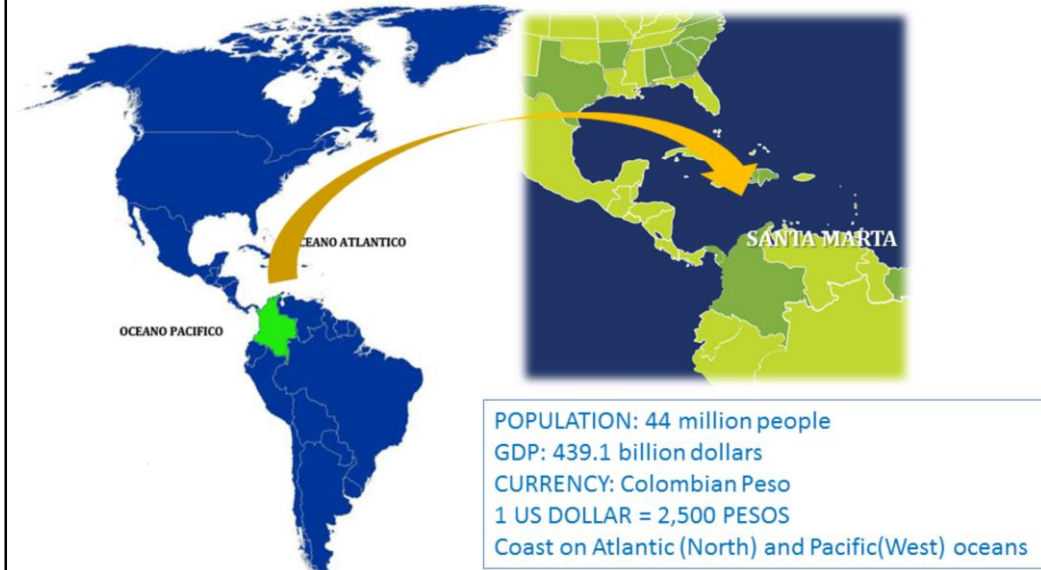 CEANO ATLANTICO
OCEANO PACIFICO
SANTA MARTA
POPULATION: 44 million people
GDP: 439.1 billion dollars
CURRENCY: Colombian Peso
1 US DOLLAR = 2,500 PESOS
Coast on Atlantic (North) and Pacific(West) oceans